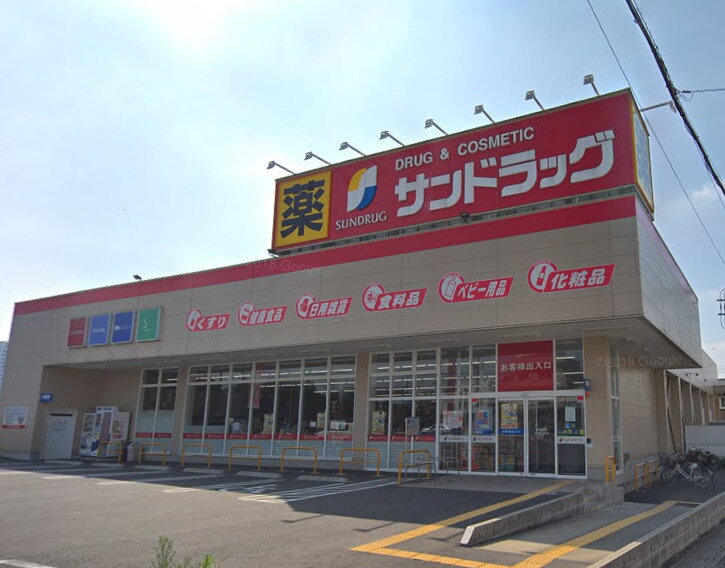 DRUG & COSMETIC
薬
SUNDRUG
サンドラッグ
くすり
健康食品
日用雑貨
食料品
ベビー用品
化粧品
お客様出入口
©2018 Google